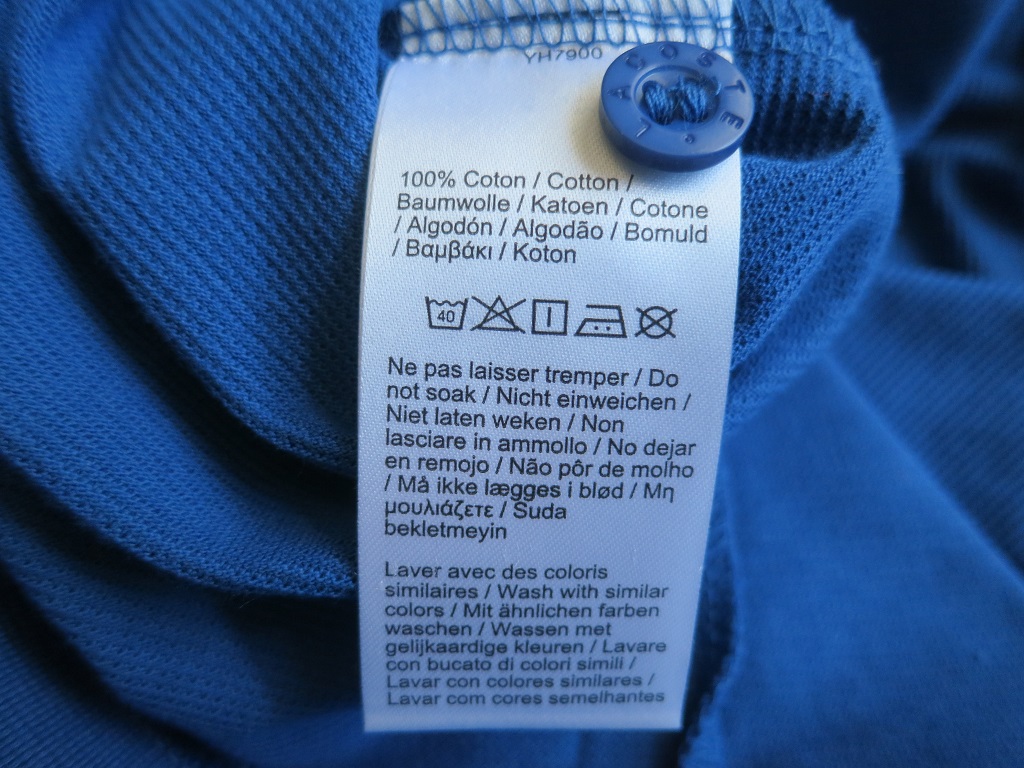 YH7900
LACOSTE
100% Coton / Cotton /
Baumwolle / Katoen / Cotone
/ Algodón / Algodão / Bomuld
/ Βαμβάκι / Koton
40
Ne pas laisser tremper / Do
not soak / Nicht einweichen /
Niet laten weken / Non
lasciare in ammollo / No dejar
en remojo / Não pôr de molho
/ Må ikke lægges i blød / Μη
μουλιάζετε / Suda
bekletmeyin
Laver avec des coloris
similaires / Wash with similar
colors / Mit ähnlichen farben
waschen / Wassen met
gelijkaardige kleuren / Lavare
con bucato di colori simili /
Lavar con colores similares /
Lavar com cores semelhantes